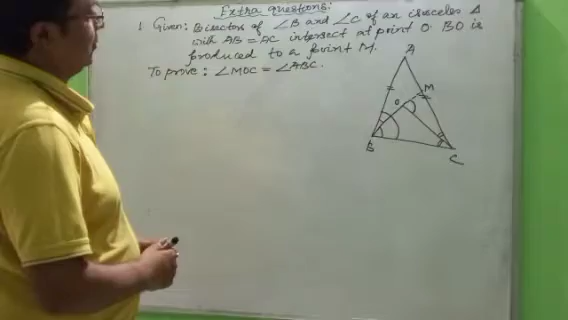 Extra questions:
1. Given: Bisectors of ∠B and ∠C of an isosceles Δ
with AB = AC intersect at point O. BO is
produced to a point M.
To prove: ∠MOC = ∠ABC.
A
M
O
B
C